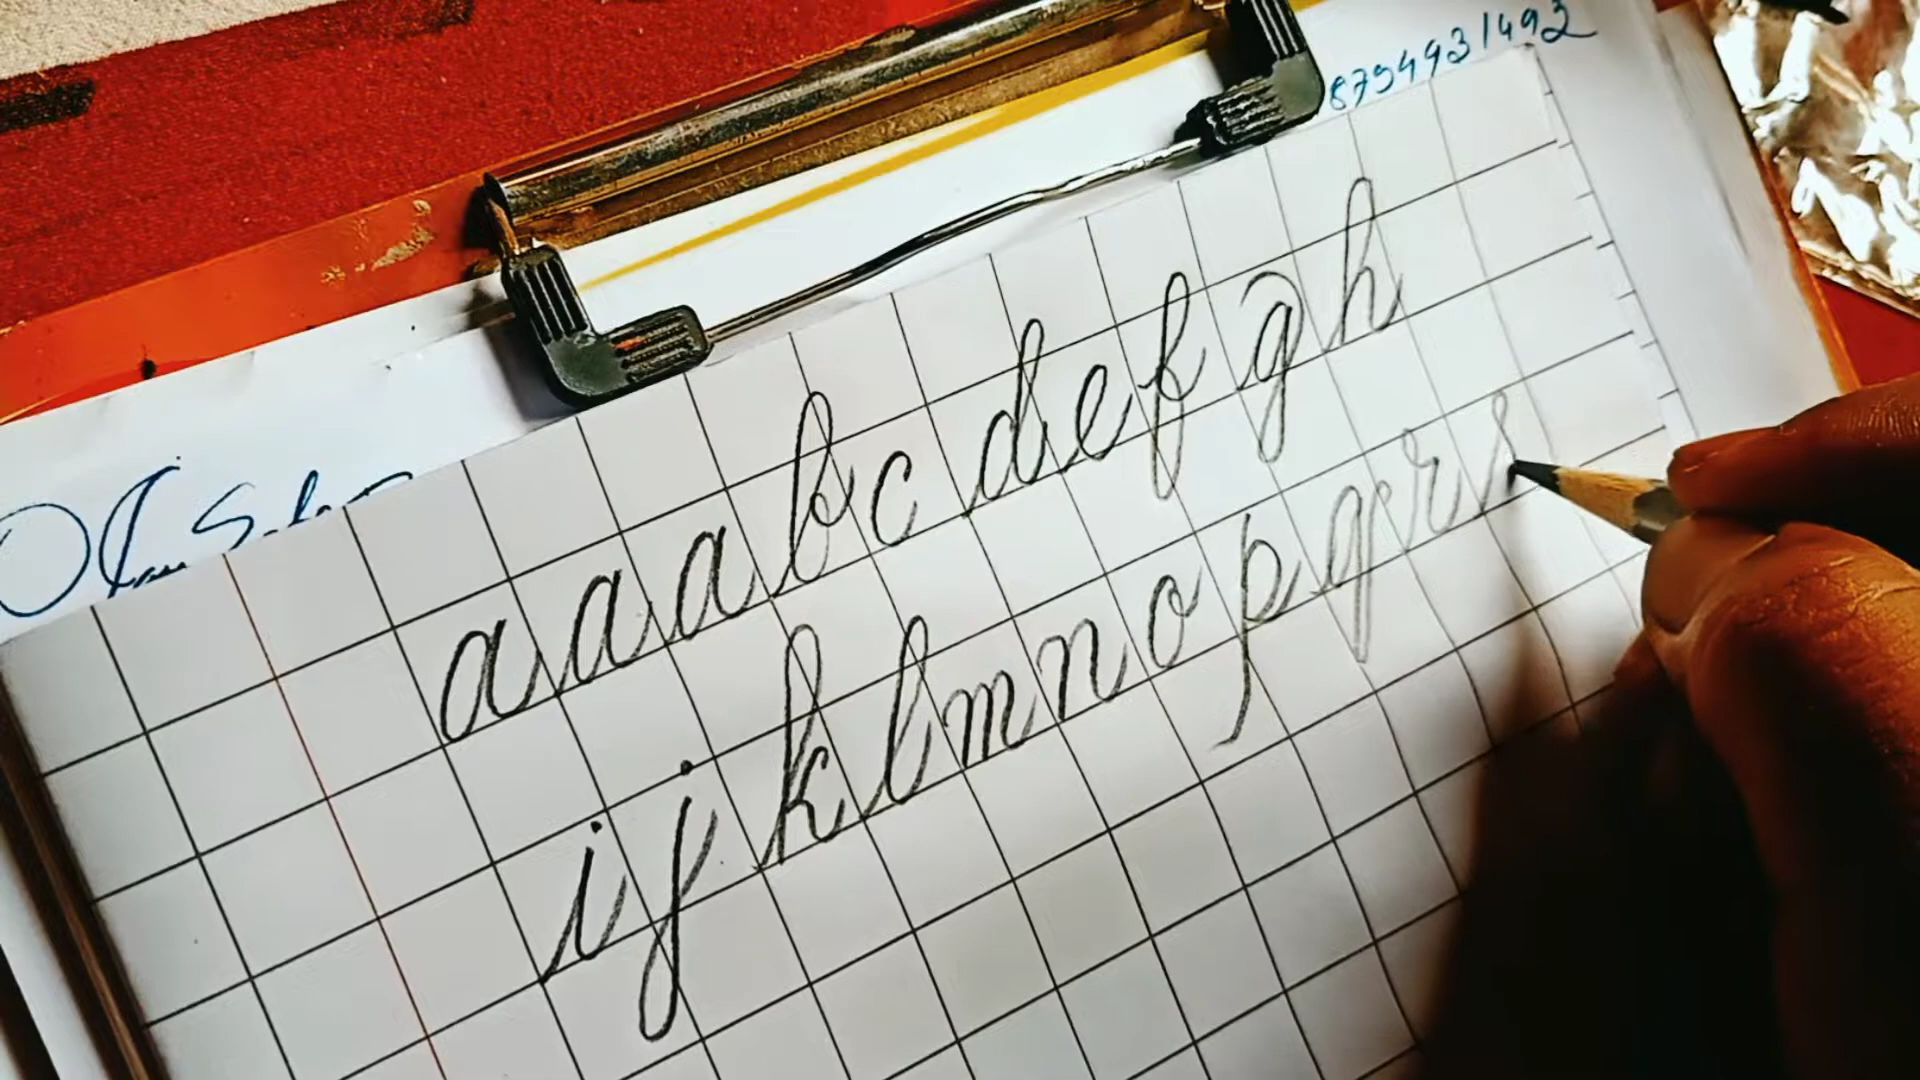 8794931492
a a a b c d e f g h
i j k l m n o p q r s